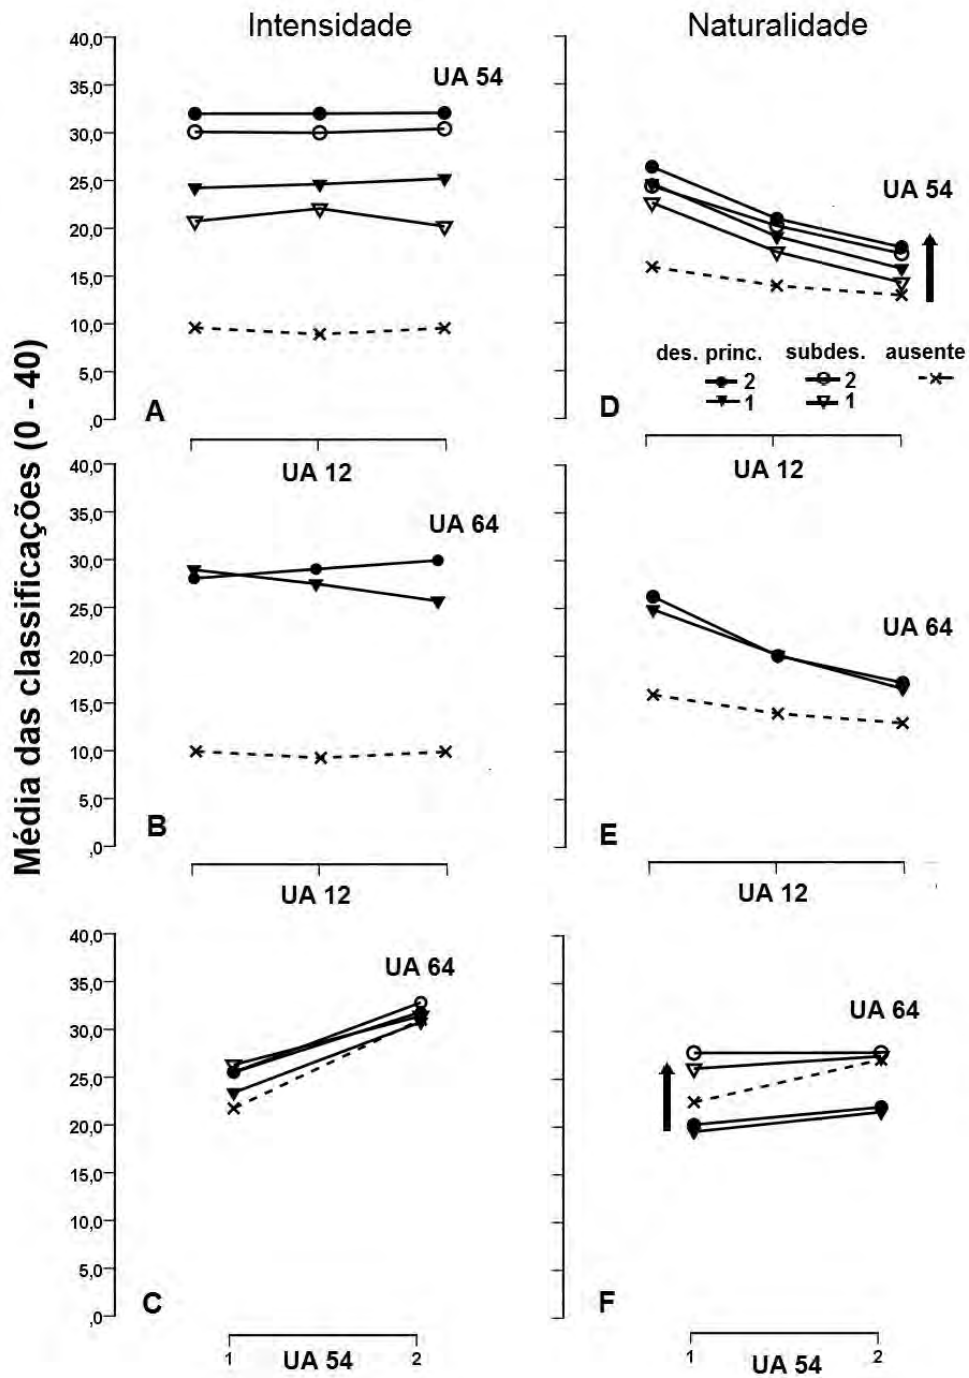 Intensidade
Naturalidade
Média das classificações (0 - 40)
40,0
35,0
30,0
25,0
20,0
15,0
10,0
5,0
,0
UA 54
A
UA 12
UA 54
des. princ. subdes. ausente
2 2
1 1
D
UA 12
40,0
35,0
30,0
25,0
20,0
15,0
10,0
5,0
,0
UA 64
B
UA 12
UA 64
E
UA 12
40,0
35,0
30,0
25,0
20,0
15,0
10,0
5,0
,0
UA 64
C
1 2
UA 54
UA 64
F
1 2
UA 54